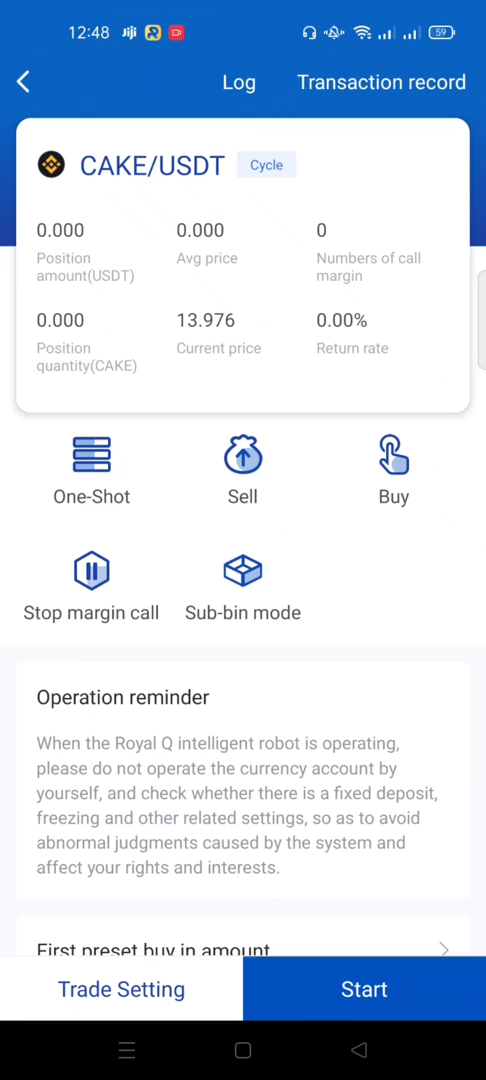 12:48 Jiji 59
Log Transaction record
CAKE/USDT Cycle
0.000 0.000 0
Position Avg price Numbers of call
amount(USDT) margin
0.000 13.976 0.00%
Position Current price Return rate
quantity(CAKE)
One-Shot Sell Buy
Stop margin call Sub-bin mode
Operation reminder
When the Royal Q intelligent robot is operating,
please do not operate the currency account by
yourself, and check whether there is a fixed deposit,
freezing and other related settings, so as to avoid
abnormal judgments caused by the system and
affect your rights and interests.
First preset buy in amount
Trade Setting Start